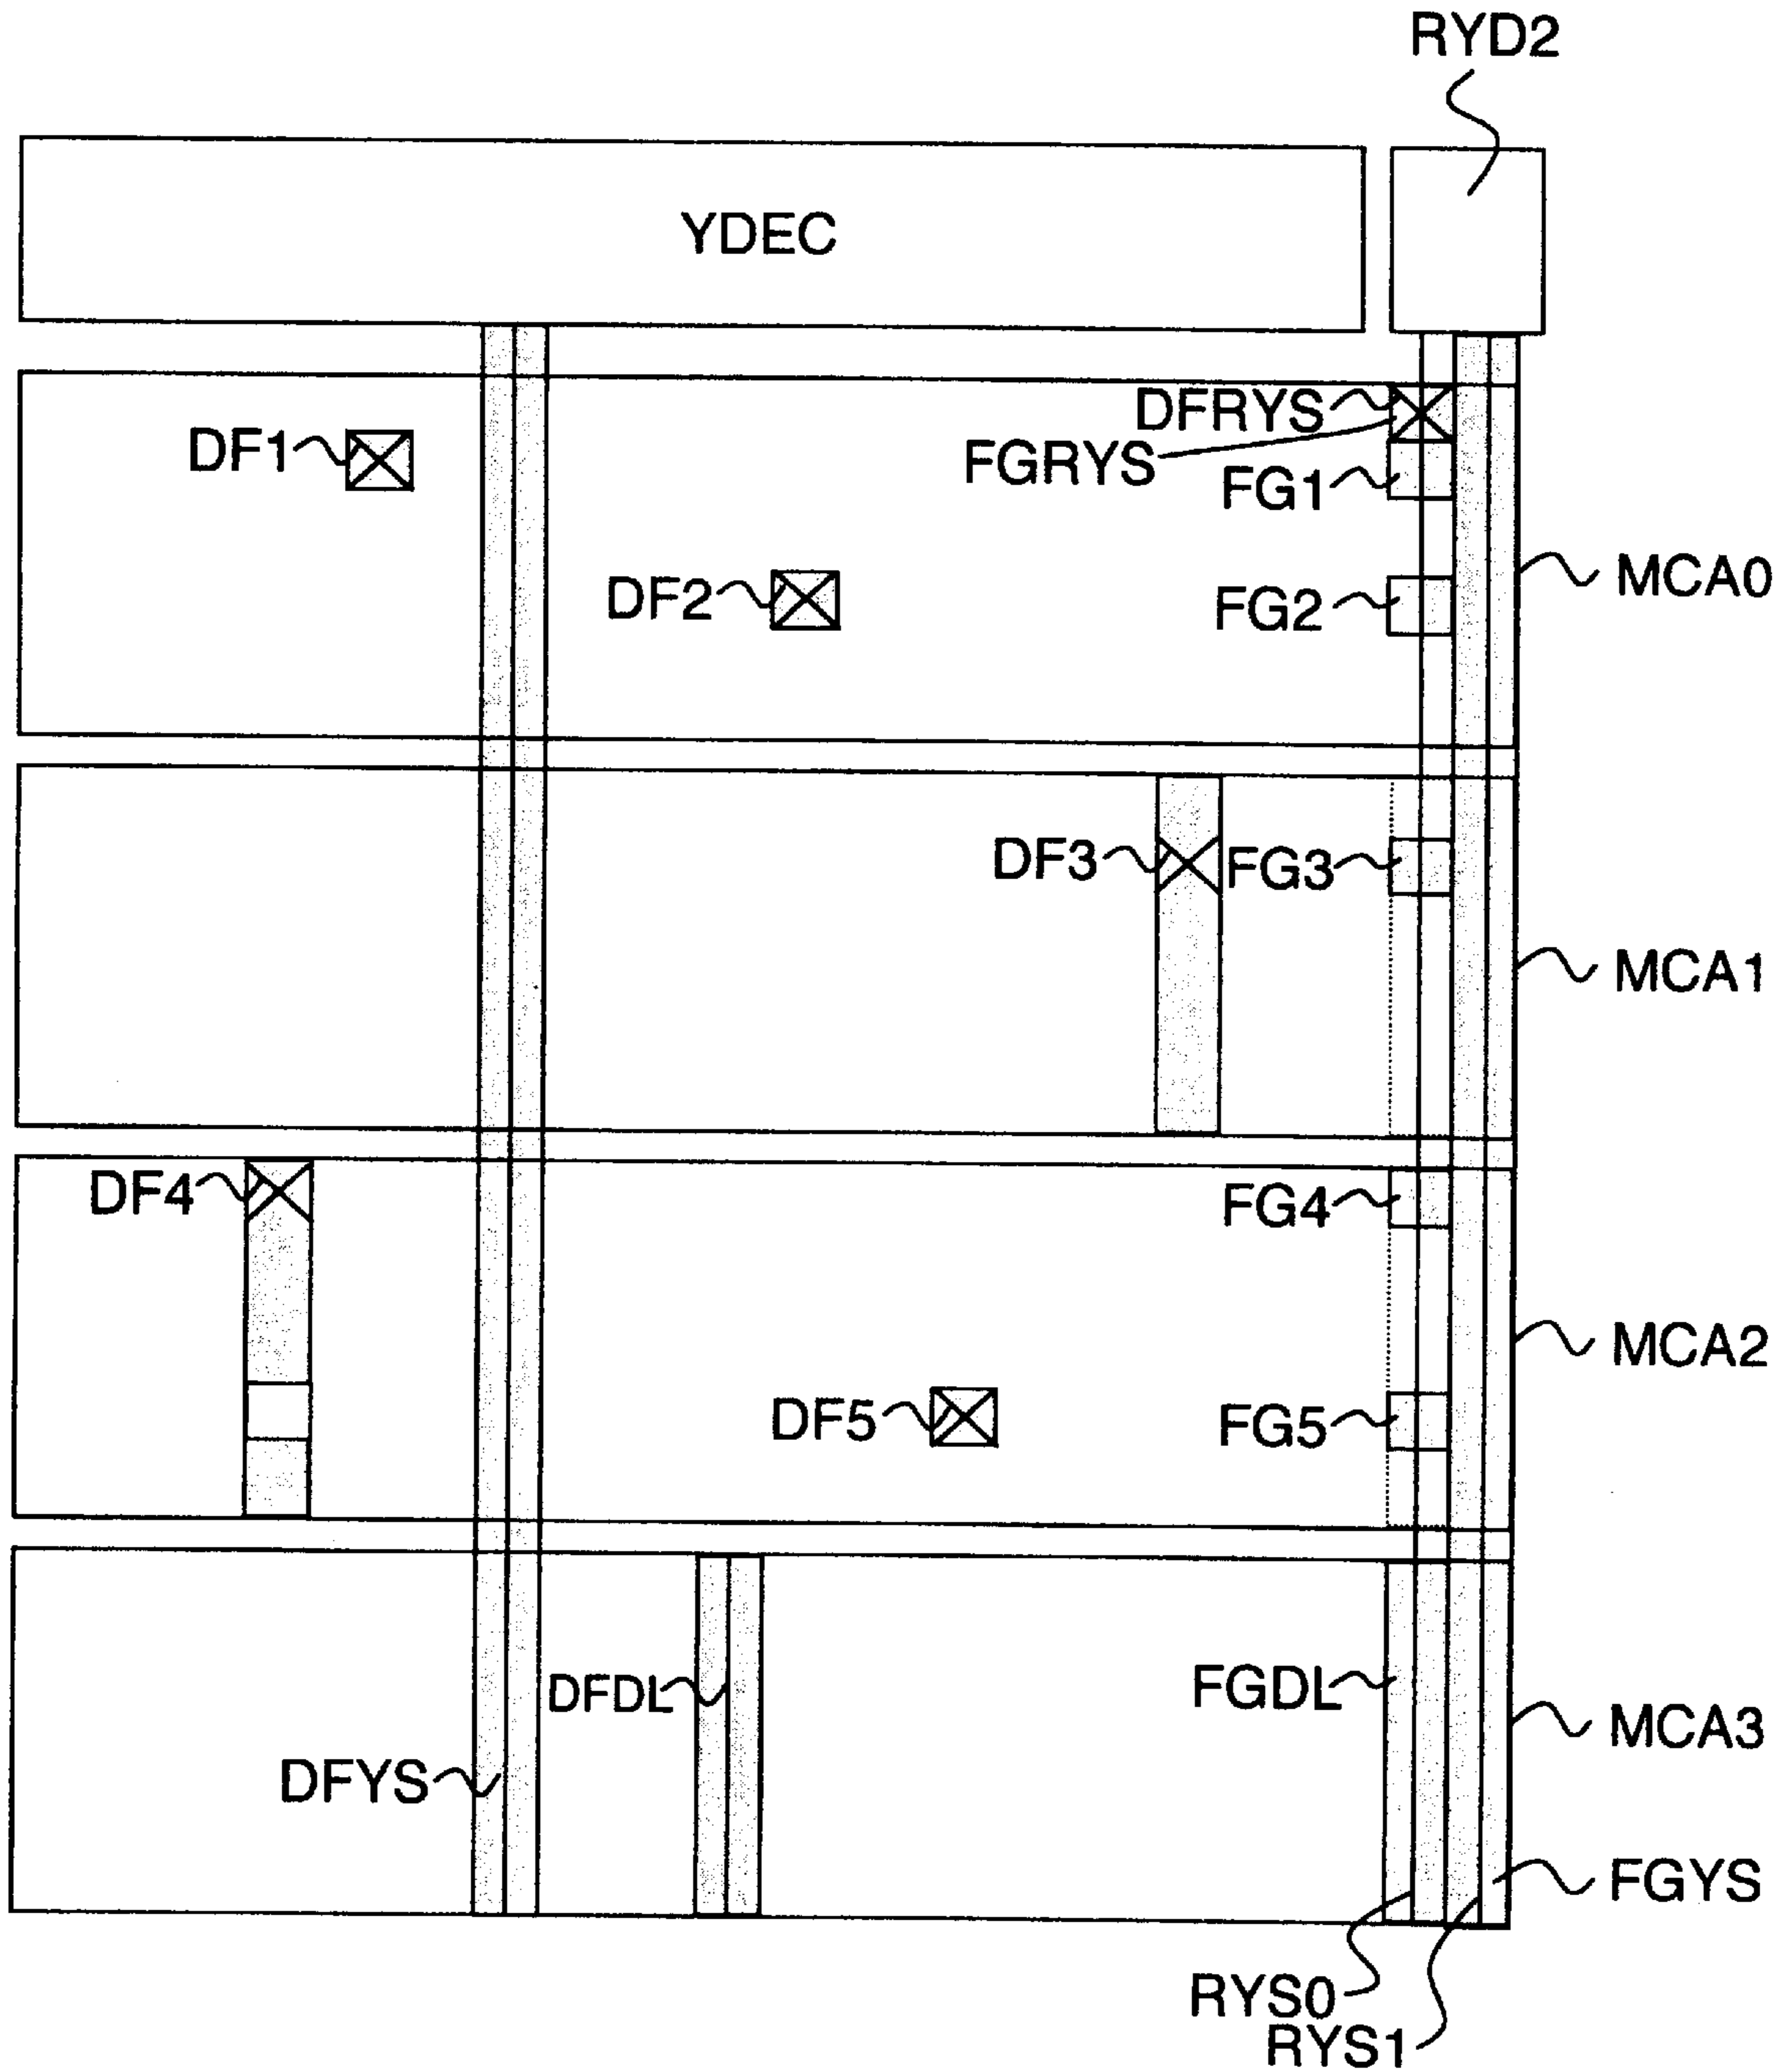 RYD2
YDEC
DFRYS
DF1
FGRYS
FG1
MCA0
DF2
FG2
DF3
FG3
MCA1
DF4
FG4
MCA2
DF5
FG5
DFDL
FGDL
MCA3
DFYS
FGYS
RYS0
RYS1